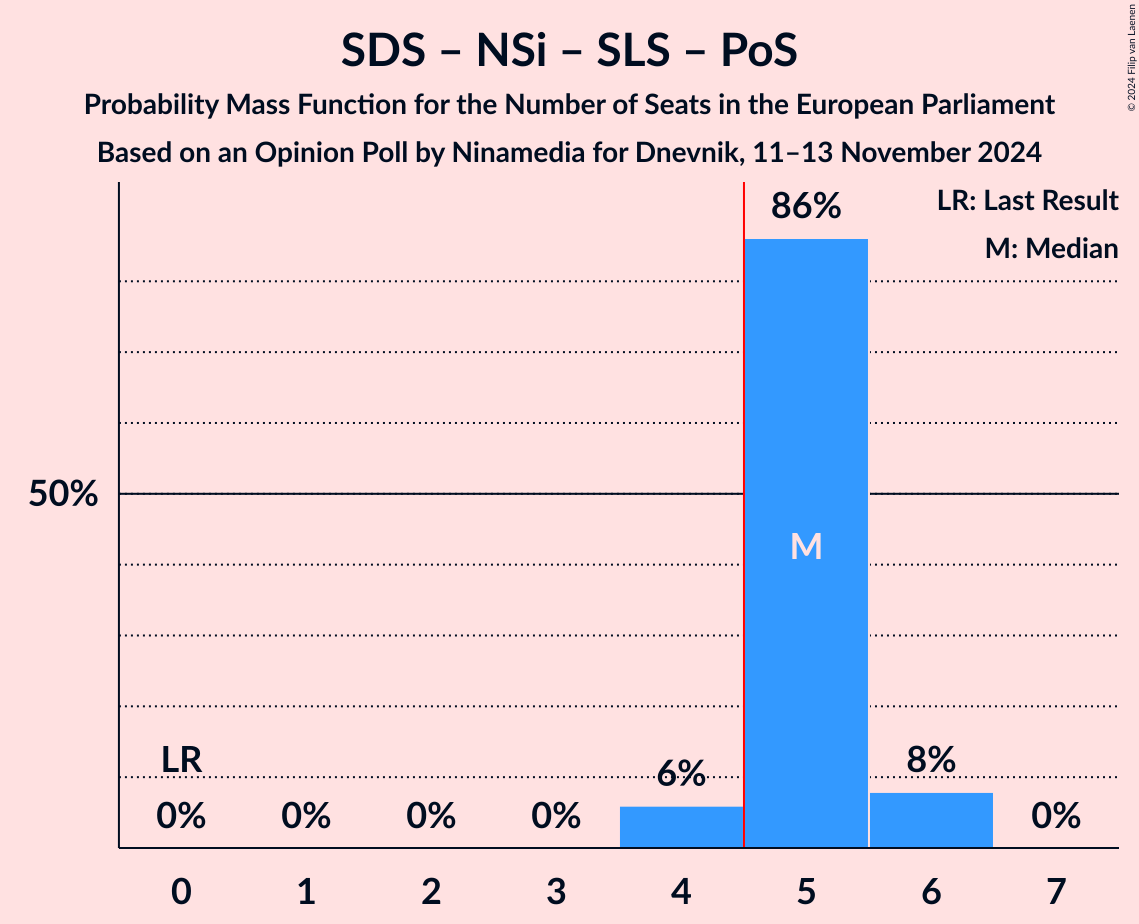 SDS – NSi – SLS – PoS
Probability Mass Function for the Number of Seats in the European Parliament
Based on an Opinion Poll by Ninamedia for Dnevnik, 11–13 November 2024
© 2024 Filip van Laenen
LR: Last Result
M: Median
86%
50%
M
LR
0%
0%
0%
0%
6%
8%
0%
0
1
2
3
4
5
6
7